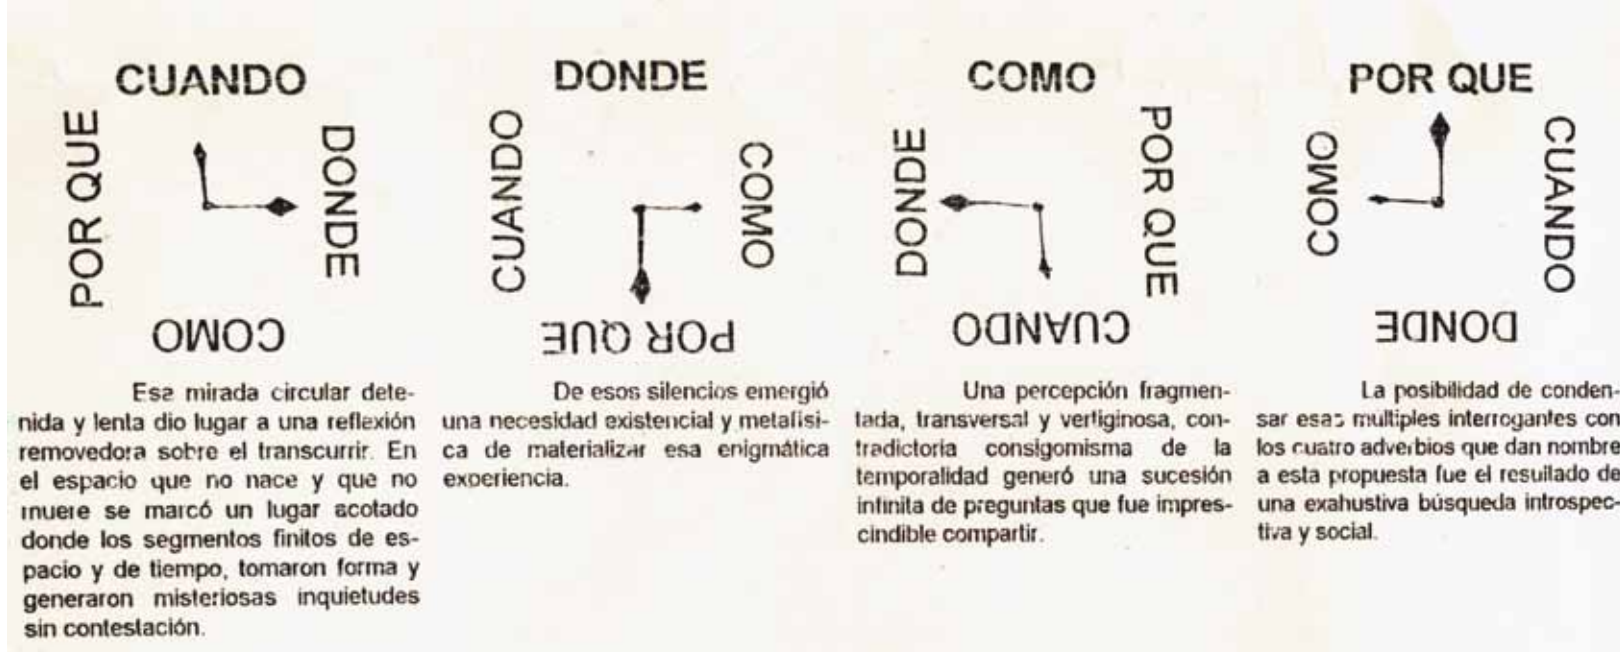 CUANDO
POR QUE
DONDE
COMO
Esa mirada circular dete-
nida y lenta dio lugar a una reflexión
removedora sobre el transcurrir. En
el espacio que no nace y que no
muere se marcó un lugar acotado
donde los segmentos finitos de es-
pacio y de tiempo, tomaron forma y
generaron misteriosas inquietudes
sin contestación.
DONDE
CUANDO
COMO
POR QUE
De esos silencios emergió
una necesidad existencial y metafísi-
ca de materializar esa enigmática
experiencia.
COMO
DONDE
POR QUE
CUANDO
Una percepción fragmen-
tada, transversal y vertiginosa, con-
tradictoria consigomisma de la
temporalidad generó una sucesión
infinita de preguntas que fue impres-
cindible compartir.
POR QUE
COMO
CUANDO
DONDE
La posibilidad de conden-
sar esas multiples interrogantes con
los cuatro adverbios que dan nombre
a esta propuesta fue el resultado de
una exahustiva búsqueda introspec-
tiva y social.